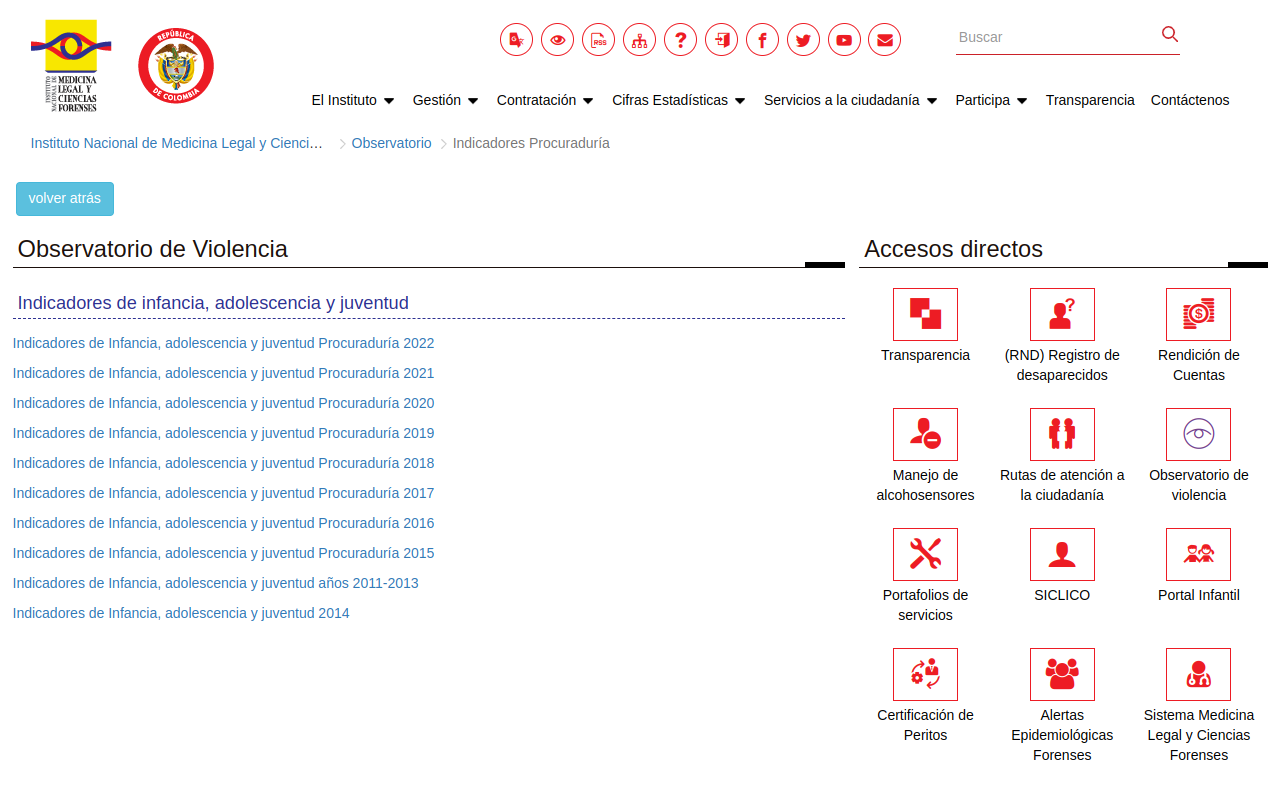 INSTITUTO NACIONAL DE
MEDICINA
LEGAL Y
CIENCIAS
FORENSES
REPÚBLICA
DE COLOMBIA
RSS
Buscar
El Instituto
Gestión
Contratación
Cifras Estadísticas
Servicios a la ciudadanía
Participa
Transparencia
Contáctenos
Instituto Nacional de Medicina Legal y Cienci...
Observatorio
Indicadores Procuraduría
volver atrás
Observatorio de Violencia
Indicadores de infancia, adolescencia y juventud
Indicadores de Infancia, adolescencia y juventud Procuraduría 2022
Indicadores de Infancia, adolescencia y juventud Procuraduría 2021
Indicadores de Infancia, adolescencia y juventud Procuraduría 2020
Indicadores de Infancia, adolescencia y juventud Procuraduría 2019
Indicadores de Infancia, adolescencia y juventud Procuraduría 2018
Indicadores de Infancia, adolescencia y juventud Procuraduría 2017
Indicadores de Infancia, adolescencia y juventud Procuraduría 2016
Indicadores de Infancia, adolescencia y juventud Procuraduría 2015
Indicadores de Infancia, adolescencia y juventud años 2011-2013
Indicadores de Infancia, adolescencia y juventud 2014
Accesos directos
Transparencia
(RND) Registro de
desaparecidos
Rendición de
Cuentas
Manejo de
alcohosensores
Rutas de atención a
la ciudadanía
Observatorio de
violencia
Portafolios de
servicios
SICLICO
Portal Infantil
Certificación de
Peritos
Alertas
Epidemiológicas
Forenses
Sistema Medicina
Legal y Ciencias
Forenses